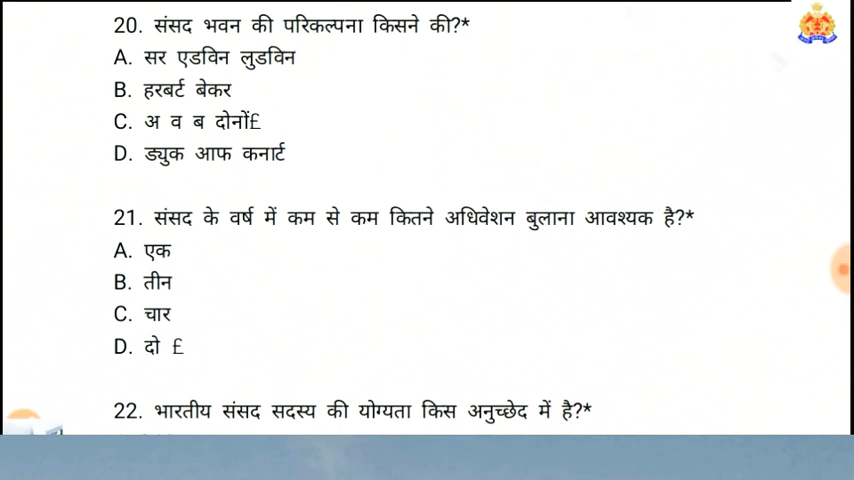 20. संसद भवन की परिकल्पना किसने की?*
A. सर एडविन लुडविन
B. हरबर्ट बेकर
C. अ व ब दोनों£
D. ड्युक आफ कनार्ट
21. संसद के वर्ष में कम से कम कितने अधिवेशन बुलाना आवश्यक है?*
A. एक
B. तीन
C. चार
D. दो £
22. भारतीय संसद सदस्य की योग्यता किस अनुच्छेद में है?*